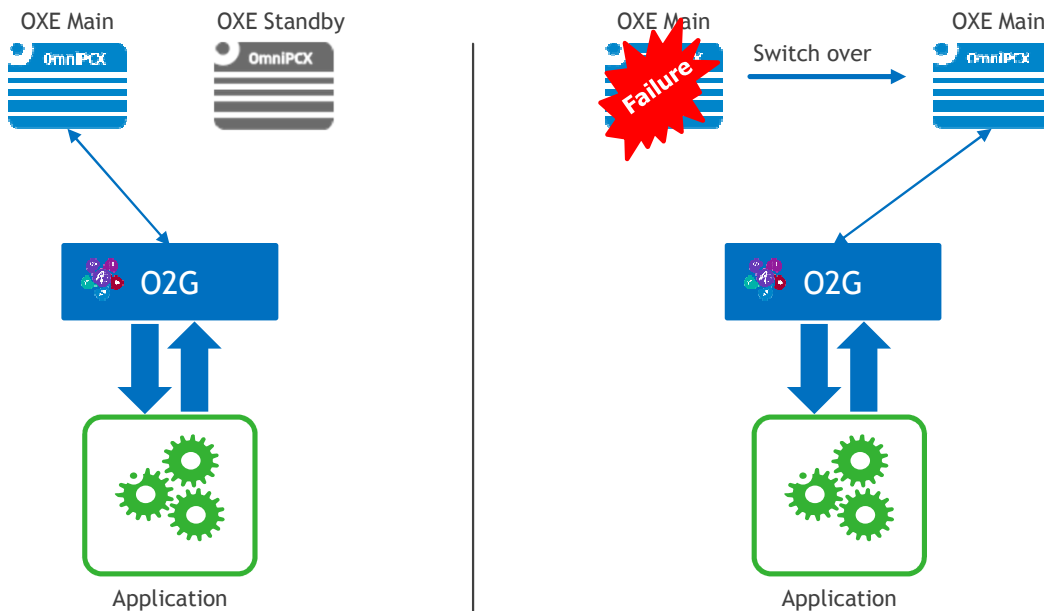 OXE Main
OXE Standby
OmniPCX
OmniPCX
O2G
Application
OXE Main
OXE Main
Failure
Switch over
OmniPCX
O2G
Application